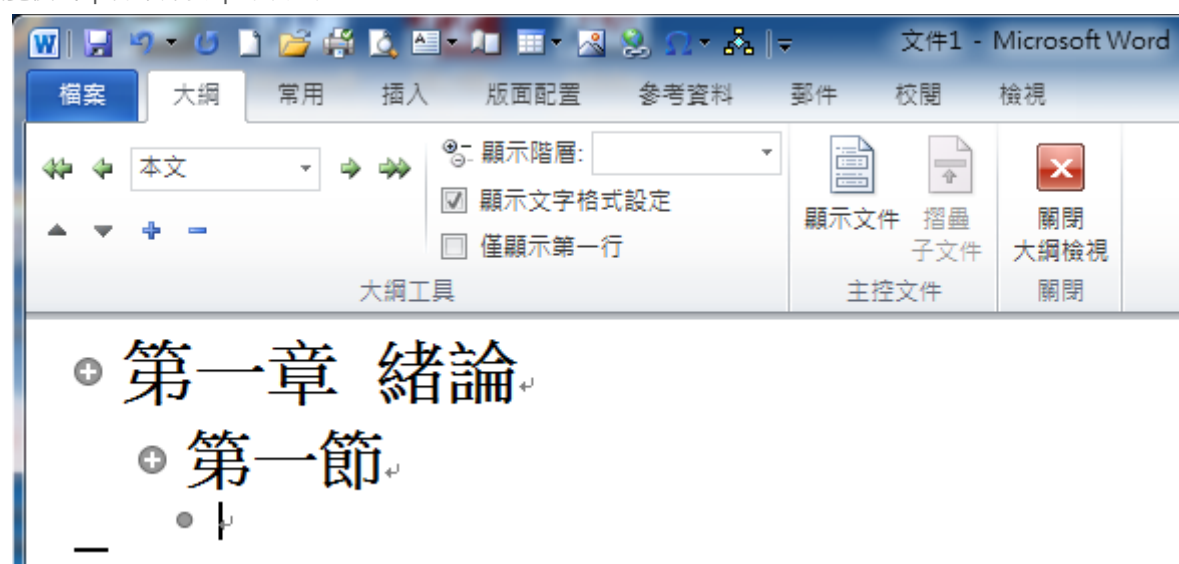 文件1 - Microsoft Word
檔案 大綱 常用 插入 版面配置 參考資料 郵件 校閱 檢視
本文
顯示階層:
顯示文字格式設定
僅顯示第一行
大綱工具
顯示文件
摺疊
子文件
主控文件
關閉
大綱檢視
關閉
第一章 緒論
第一節